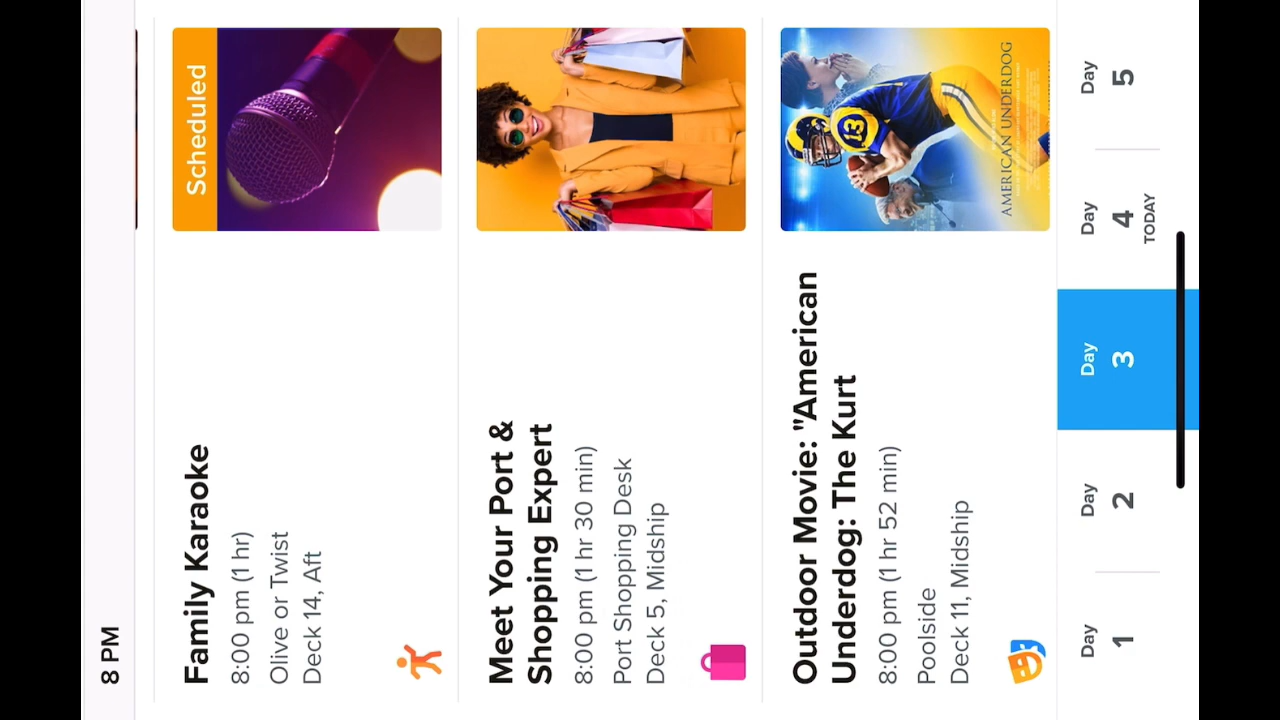 8 PM
Scheduled
Family Karaoke
8:00 pm (1 hr)
Olive or Twist
Deck 14, Aft
Meet Your Port &
Shopping Expert
8:00 pm (1 hr 30 min)
Port Shopping Desk
Deck 5, Midship
13
AMERICAN UNDERDOG
Outdoor Movie: "American
Underdog: The Kurt
8:00 pm (1 hr 52 min)
Poolside
Deck 11, Midship
Day
1
Day
2
Day
3
Day
4
TODAY
Day
5